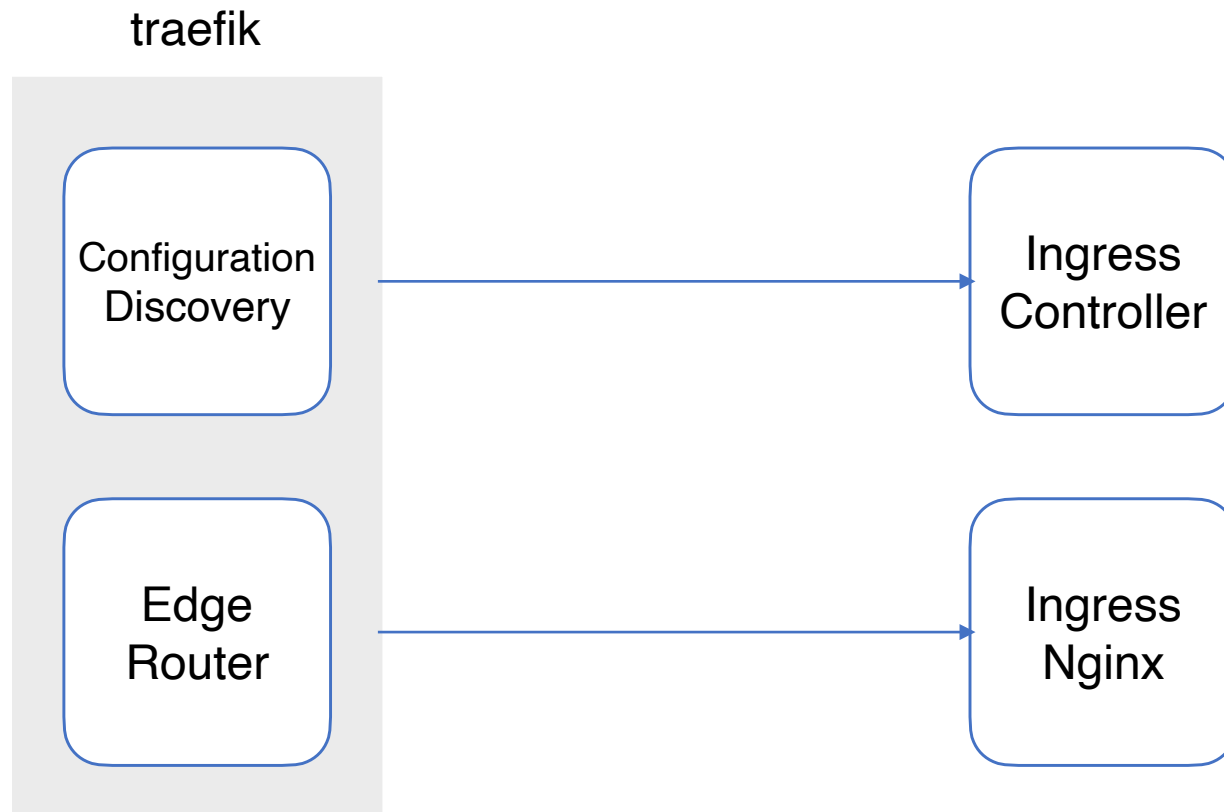 traefik
Configuration
Discovery
Ingress
Controller
Edge
Router
Ingress
Nginx